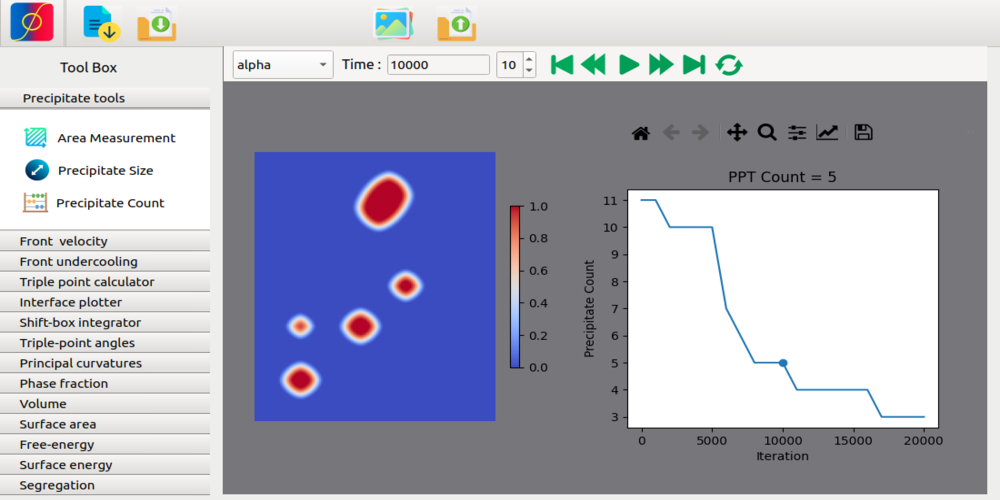 Tool Box
Precipitate tools
Area Measurement
Precipitate Size
Precipitate Count
Front velocity
Front undercooling
Triple point calculator
Interface plotter
Shift-box integrator
Triple-point angles
Principal curvatures
Phase fraction
Volume
Surface area
Free-energy
Surface energy
Segregation
alpha Time : 10000 10
1.0
0.8
0.6
0.4
0.2
0.0
PPT Count = 5
Precipitate Count
11
10
9
8
7
6
5
4
3
0 5000 10000 15000 20000
Iteration